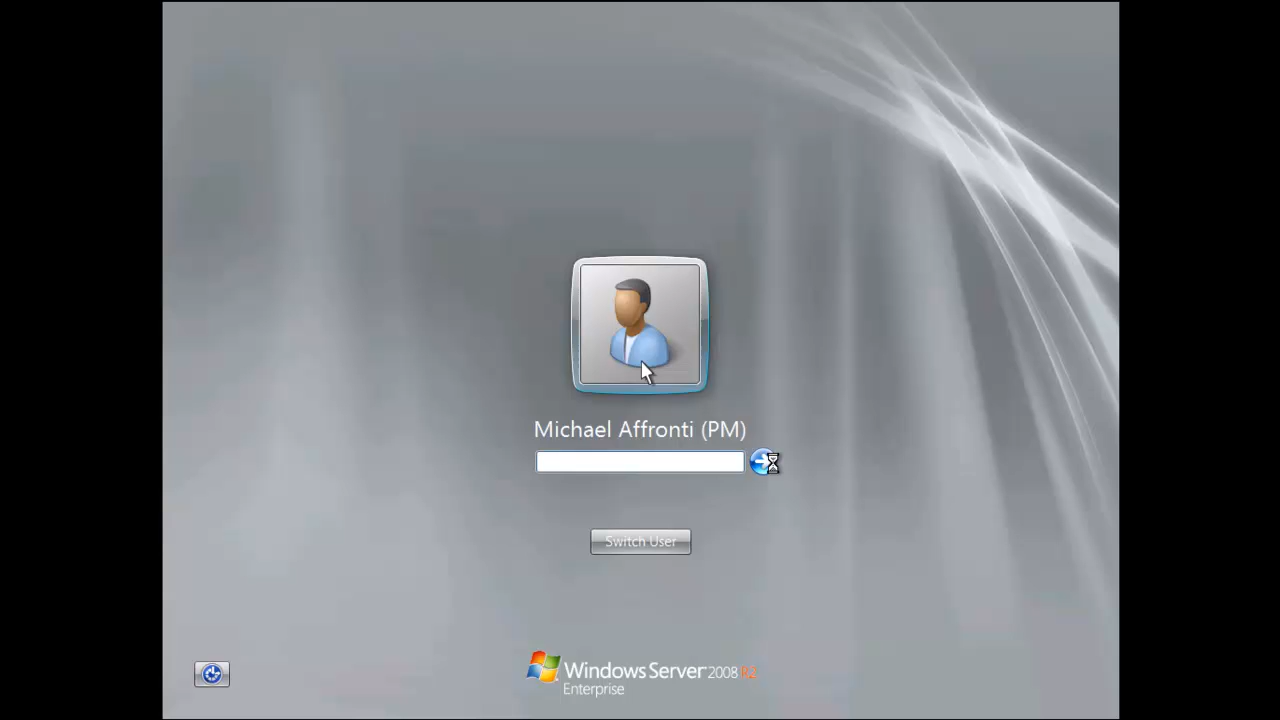 Michael Affronti (PM)
Switch User
Windows Server 2008 R2
Enterprise